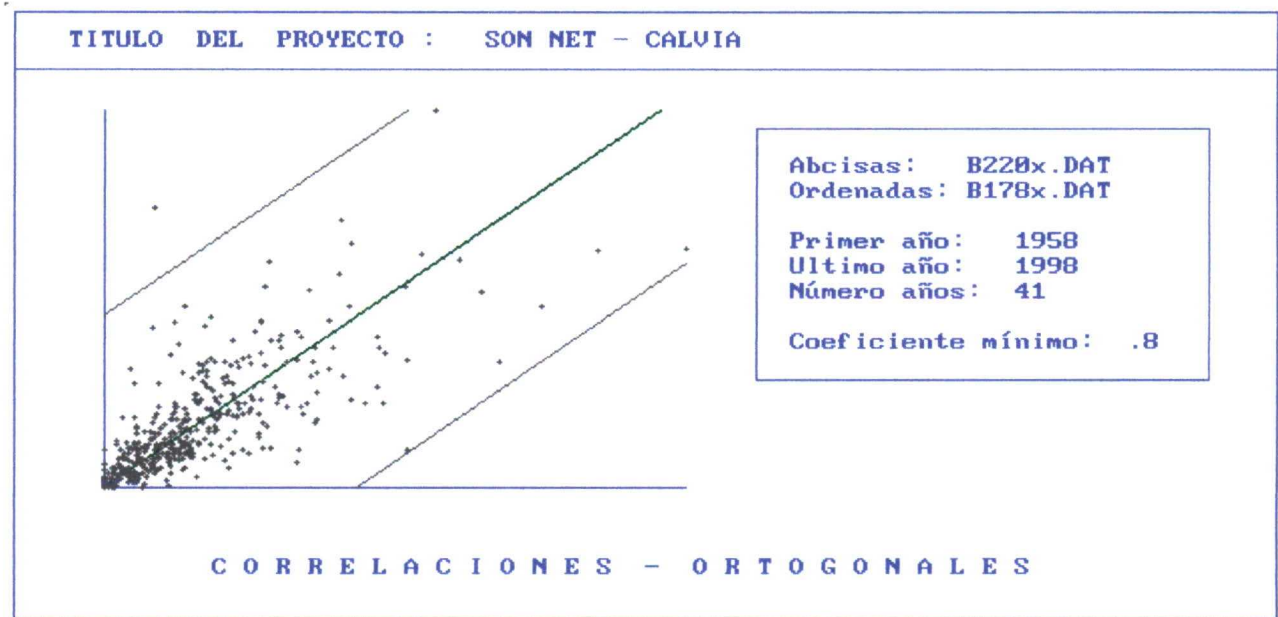 TITULO DEL PROYECTO : SON NET - CALVIA
Abcisas: B220x.DAT
Ordenadas: B178x.DAT
Primer año: 1958
Ultimo año: 1998
Número años: 41
Coeficiente mínimo: .8
C O R R E L A C I O N E S - O R T O G O N A L E S